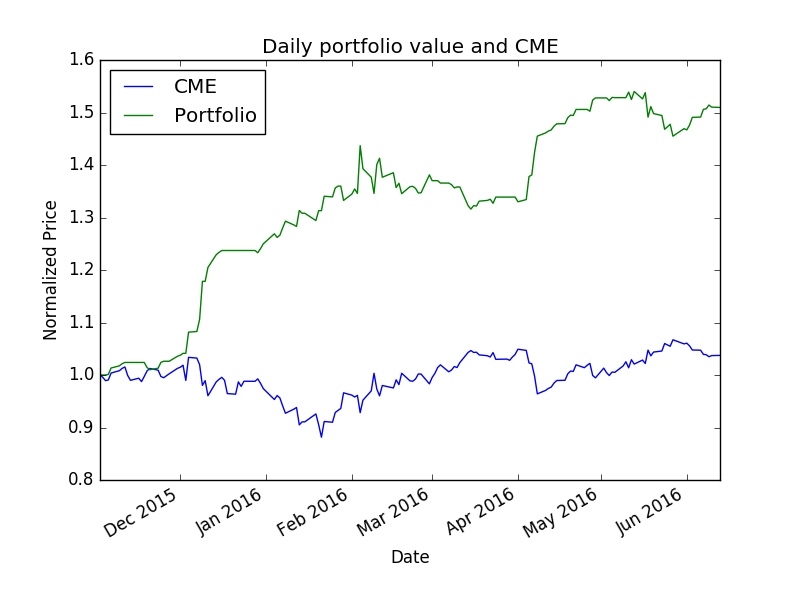 Daily portfolio value and CME
CME
Portfolio
1.6
1.5
1.4
1.3
1.2
1.1
1.0
0.9
0.8
Normalized Price
Dec 2015
Jan 2016
Feb 2016
Mar 2016
Apr 2016
May 2016
Jun 2016
Date